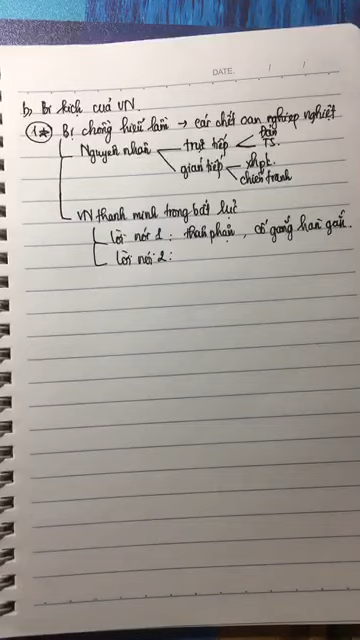 DATE. / /
b, Bi kịch của VN.
1* Bị chồng hiểu lầm → cái chết oan nghiệp nghiệt
Nguyên nhân trực tiếp Đản TS.
gián tiếp xhpk. chiến tranh
VN thanh minh trong bất lực
lời nói 1: thân phận, cố gắng hàn gắn.
lời nói 2: